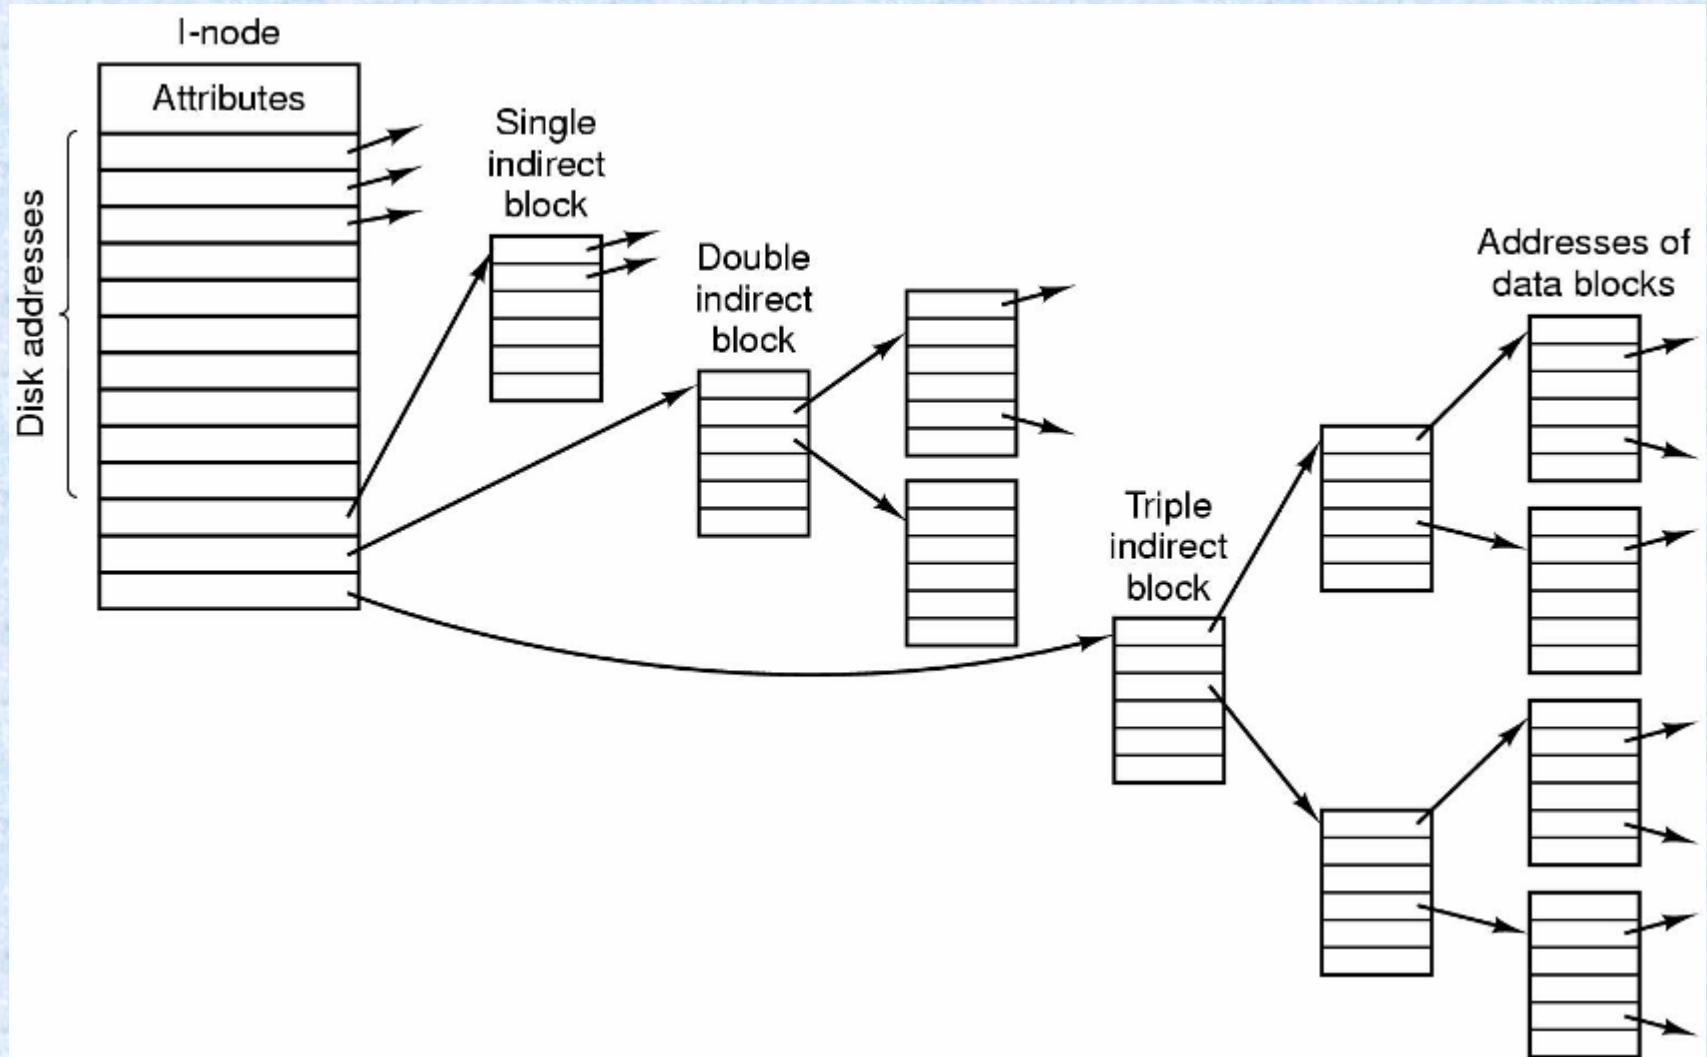 I-node
Attributes
Disk addresses
Single
indirect
block
Double
indirect
block
Triple
indirect
block
Addresses of
data blocks